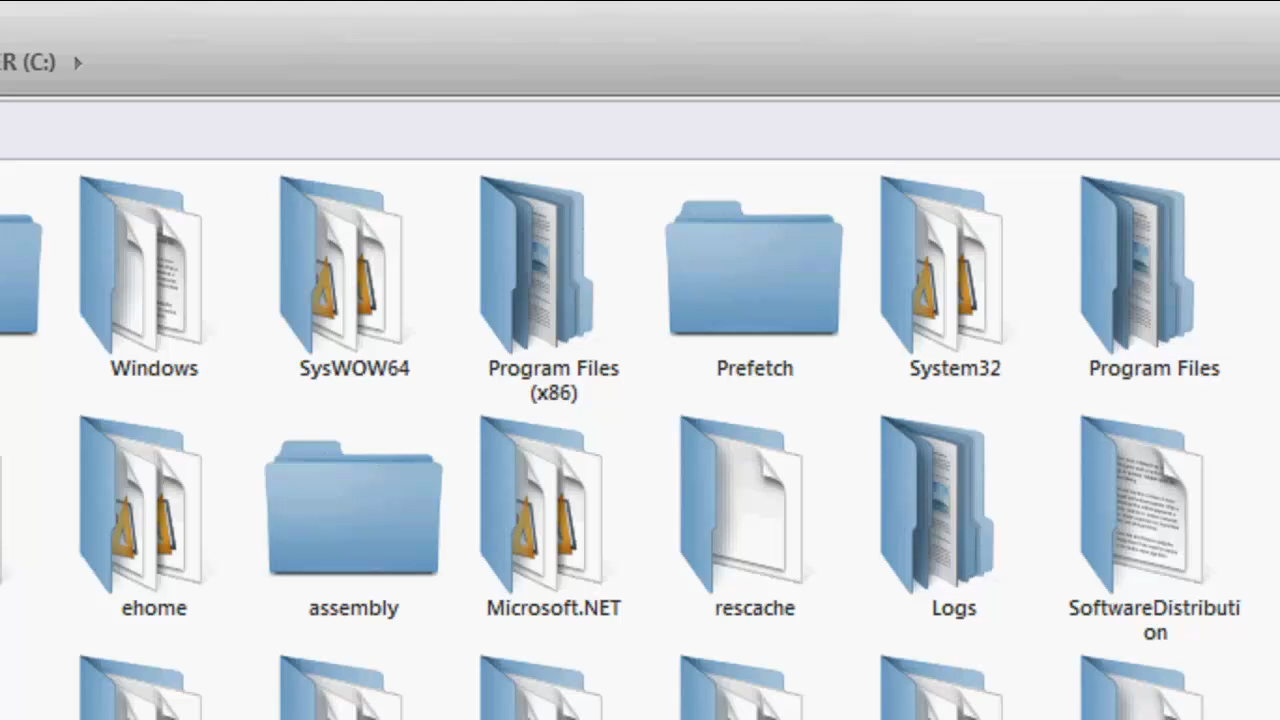 R (C:)
Windows
SysWOW64
Program Files
(x86)
Prefetch
System32
Program Files
ehome
assembly
Microsoft.NET
rescache
Logs
SoftwareDistributi
on